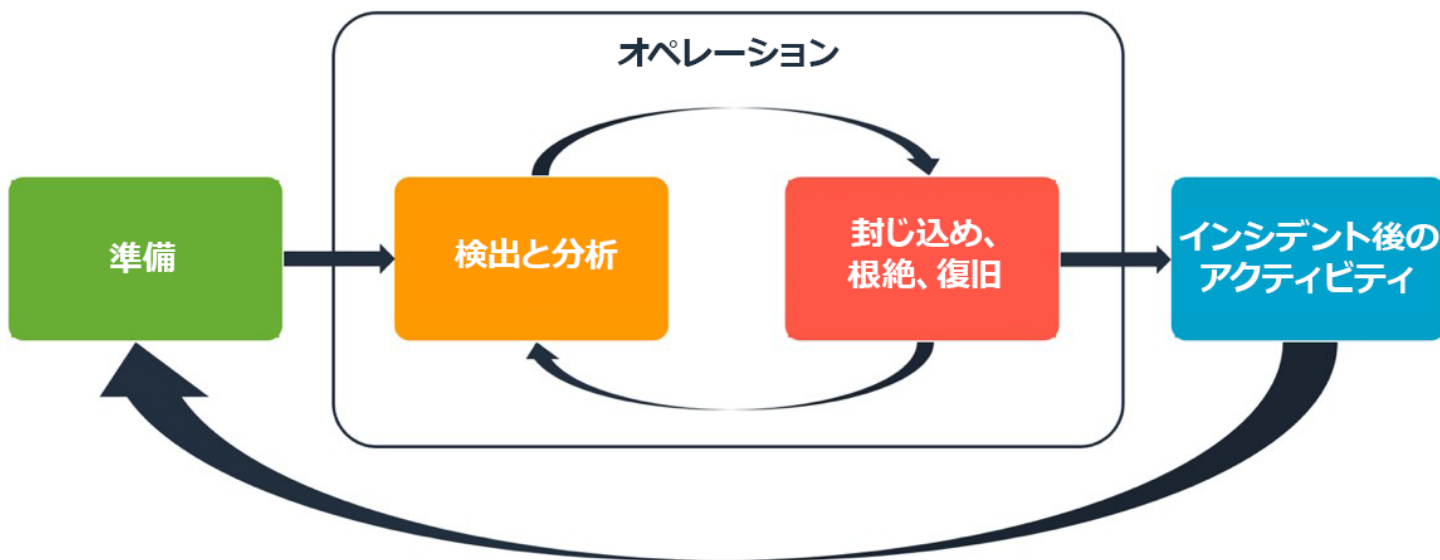 オペレーション
準備
検出と分析
封じ込め、
根絶、復旧
インシデント後の
アクティビティ